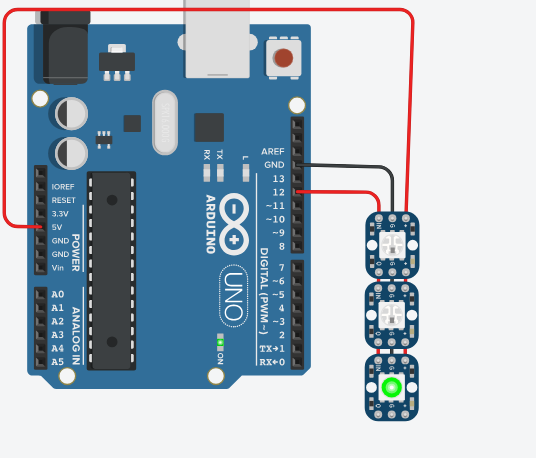 RX
TX
L
AREF
GND
13
12
~11
~10
~9
8
7
~6
~5
4
~3
2
TX→1
RX←0
DIGITAL (PWM~)
ARDUINO
UNO
ON
IOREF
RESET
3.3V
5V
GND
GND
Vin
POWER
A0
A1
A2
A3
A4
A5
ANALOG IN